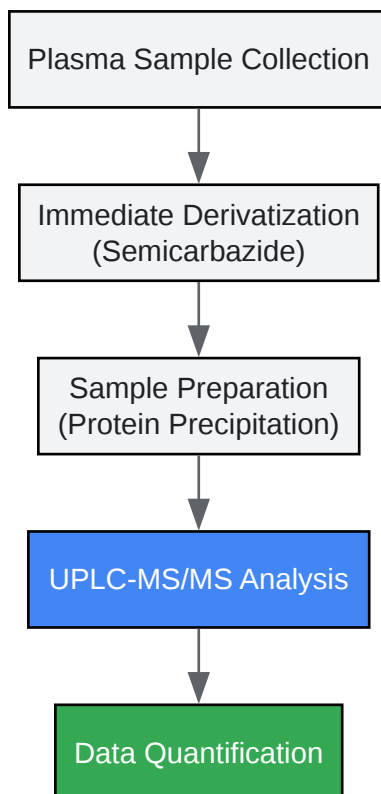 Plasma Sample Collection
Immediate Derivatization
(Semicarbazide)
Sample Preparation
(Protein Precipitation)
UPLC-MS/MS Analysis
Data Quantification